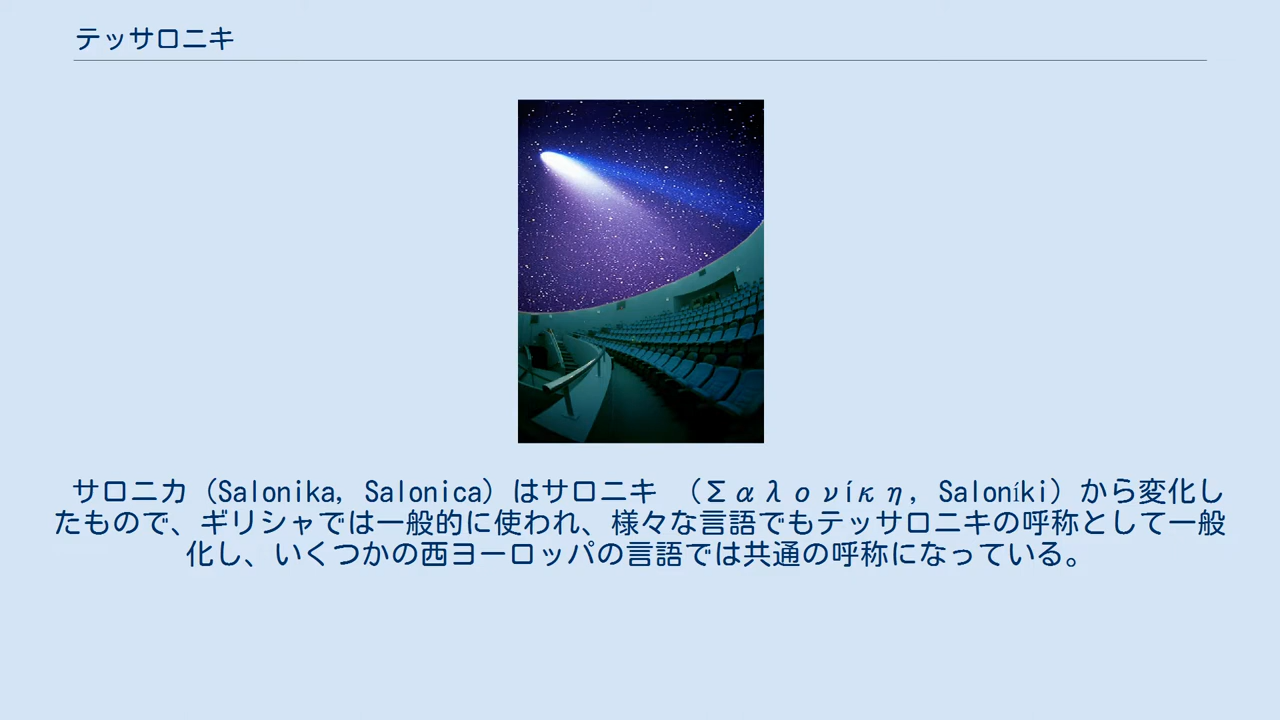 テッサロニキ
サロニカ（Salonika, Salonica）はサロニキ （Σαλονίκη, Saloníki）から変化し
たもので、ギリシャでは一般的に使われ、様々な言語でもテッサロニキの呼称として一般
化し、いくつかの西ヨーロッパの言語では共通の呼称になっている。